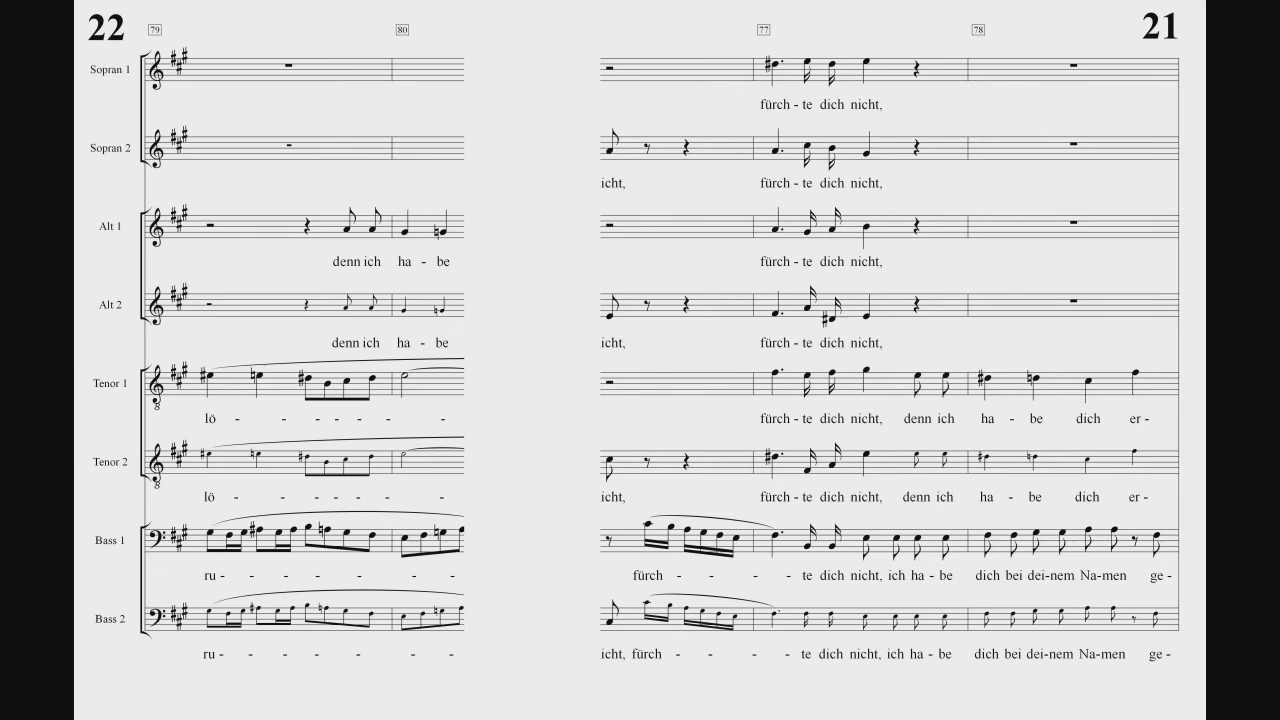 22 79 80 77 78 21
Sopran 1
fürch - te dich nicht,
Sopran 2
icht, fürch - te dich nicht,
Alt 1
denn ich ha - be fürch - te dich nicht,
Alt 2
denn ich ha - be icht, fürch - te dich nicht,
Tenor 1
lö - - - - - - - fürch - te dich nicht, denn ich ha - be dich er -
Tenor 2
lö - - - - - - - icht, fürch - te dich nicht, denn ich ha - be dich er -
Bass 1
ru - - - - - - - - fürch - - - - te dich nicht, ich ha - be dich bei dei-nem Na-men ge -
Bass 2
ru - - - - - - - - icht, fürch - - - - te dich nicht, ich ha - be dich bei dei-nem Na-men ge -